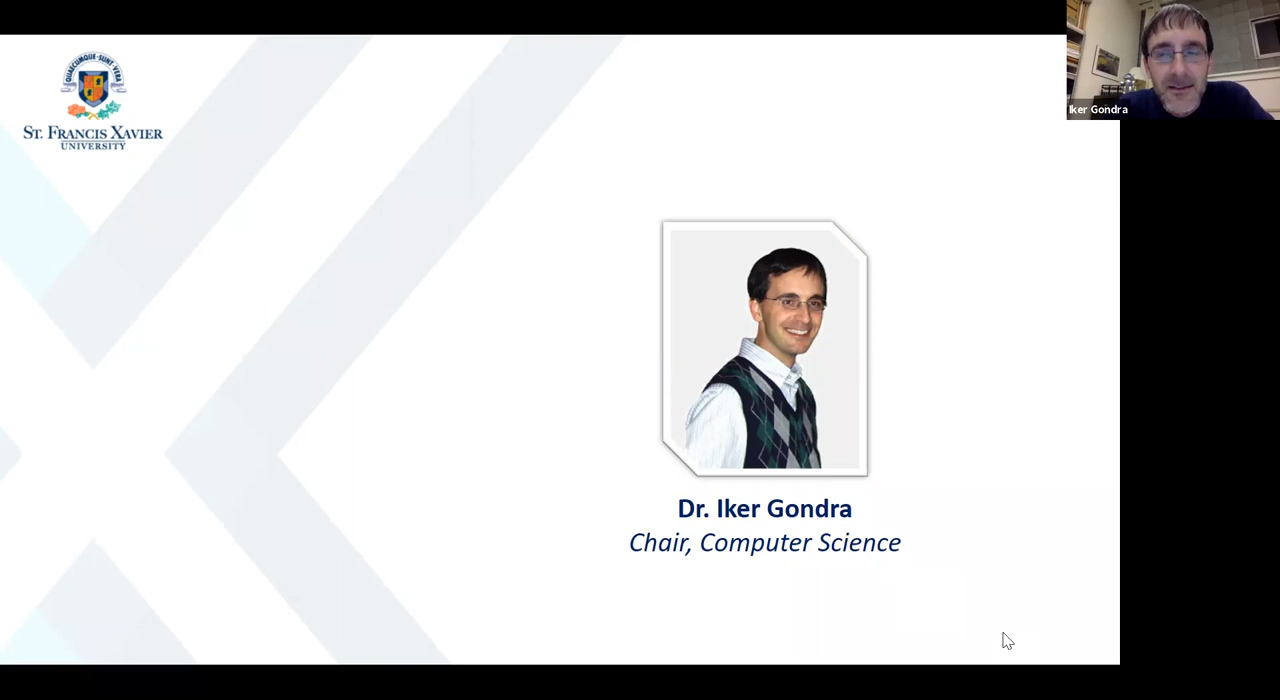 QUAECUMQUE·SUNT·VERA
ST. FRANCIS XAVIER
UNIVERSITY
Iker Gondra
Dr. Iker Gondra
Chair, Computer Science